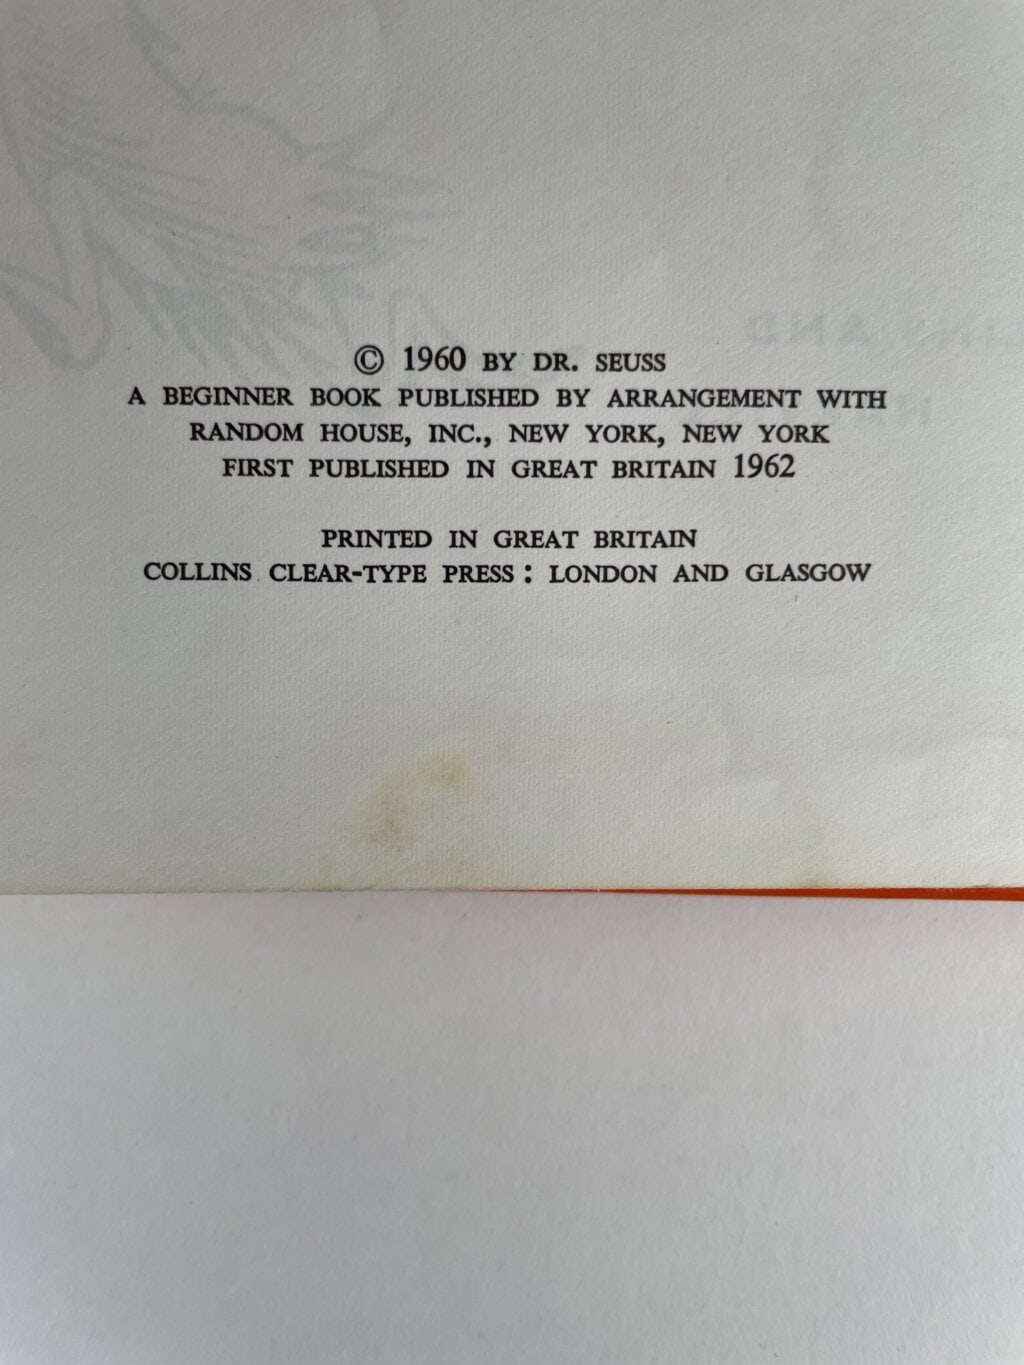 © 1960 BY DR. SEUSS
A BEGINNER BOOK PUBLISHED BY ARRANGEMENT WITH
RANDOM HOUSE, INC., NEW YORK, NEW YORK
FIRST PUBLISHED IN GREAT BRITAIN 1962
PRINTED IN GREAT BRITAIN
COLLINS CLEAR-TYPE PRESS : LONDON AND GLASGOW